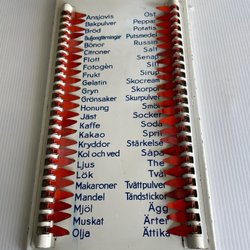 Ansjovis Ost
Bakpulver Peppar
Bröd Potatis
Buljongtärningar Putsmedel
Bönor Russin
Citroner Salt
Flott Senap
Fotogén Sill
Frukt Sirup
Gelatin Skocream
Gryn Skorpor
Grönsaker Skurpulver
Honung Smör
Jäst Socker
Kaffe Soda
Kakao Sprit
Kryddor Stärkelse
Kol och ved Såpa
Ljus The
Lök Tvål
Makaroner Tvättpulver
Mandel Tändstickor
Mjöl Ägg
Muskat Ärter
Olja Ättika